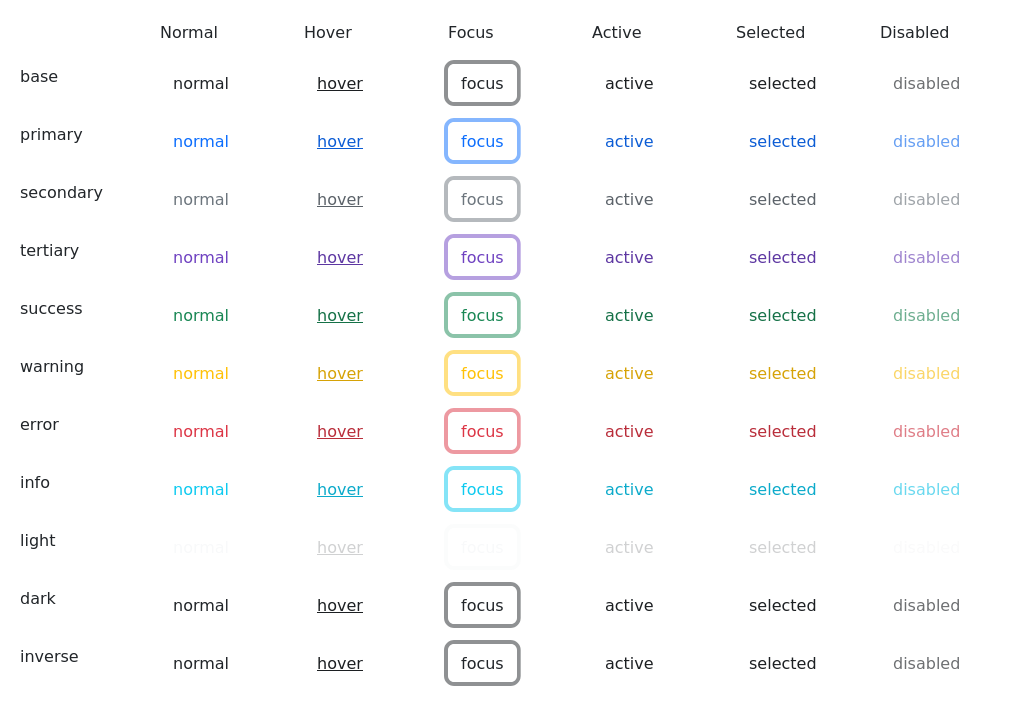 Normal Hover Focus Active Selected Disabled
base normal hover focus active selected disabled
primary normal hover focus active selected disabled
secondary normal hover focus active selected disabled
tertiary normal hover focus active selected disabled
success normal hover focus active selected disabled
warning normal hover focus active selected disabled
error normal hover focus active selected disabled
info normal hover focus active selected disabled
light normal hover focus active selected disabled
dark normal hover focus active selected disabled
inverse normal hover focus active selected disabled